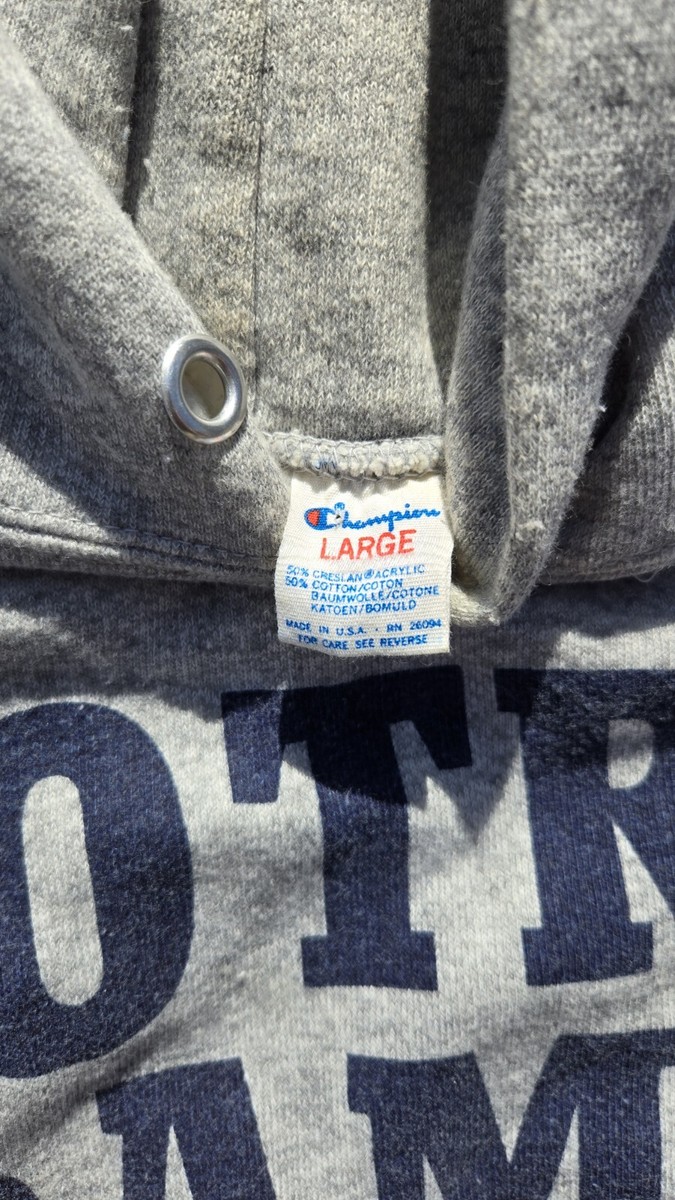 Champion
LARGE
50% CRESLAN® ACRYLIC
50% COTTON/COTON
BAUMWOLLE/COTONE
KATOEN/BOMULD
MADE IN U.S.A. · RN 26094
FOR CARE SEE REVERSE
OTR
AM